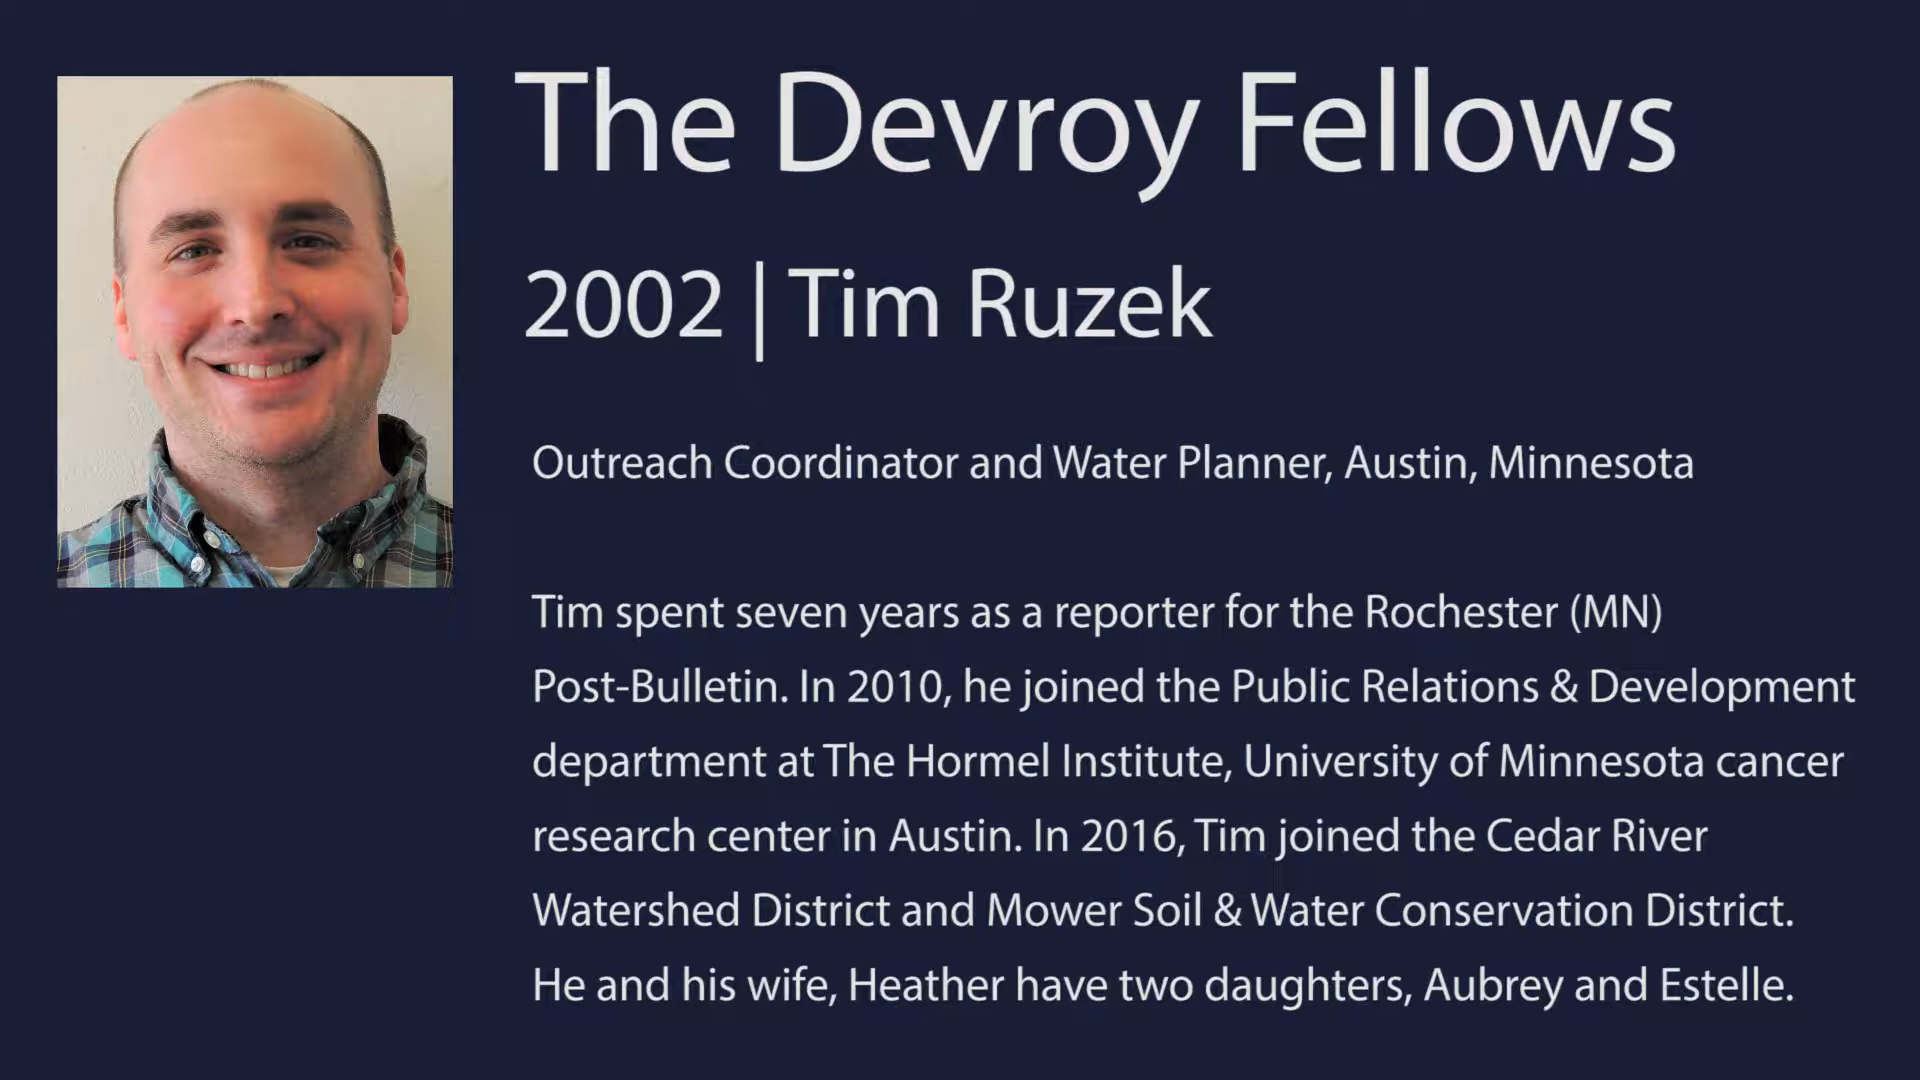 The Devroy Fellows
2002 | Tim Ruzek
Outreach Coordinator and Water Planner, Austin, Minnesota
Tim spent seven years as a reporter for the Rochester (MN)
Post-Bulletin. In 2010, he joined the Public Relations & Development
department at The Hormel Institute, University of Minnesota cancer
research center in Austin. In 2016, Tim joined the Cedar River
Watershed District and Mower Soil & Water Conservation District.
He and his wife, Heather have two daughters, Aubrey and Estelle.